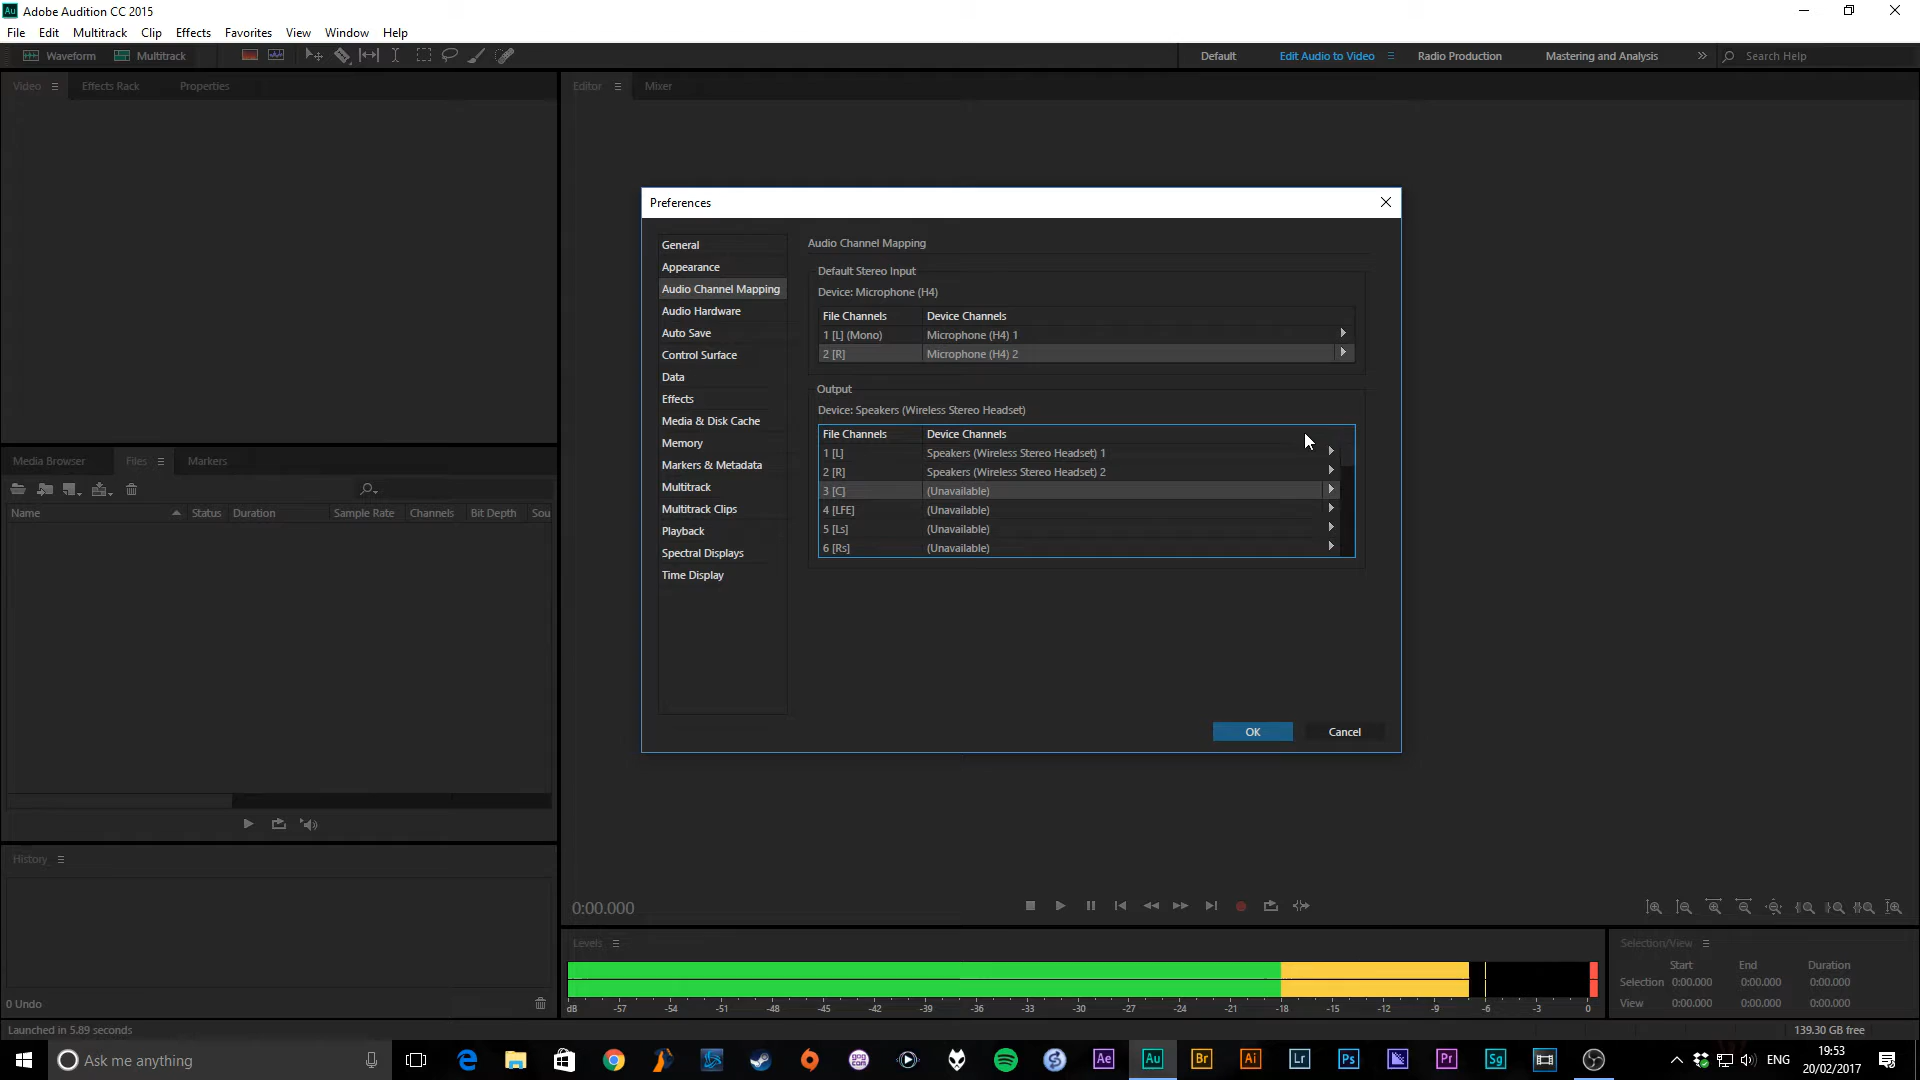 Au Adobe Audition CC 2015
File Edit Multitrack Clip Effects Favorites View Window Help
Waveform Multitrack Default Edit Audio to Video Radio Production Mastering and Analysis Search Help
Video Effects Rack Properties Editor Mixer
Preferences
General
Appearance
Audio Channel Mapping
Audio Hardware
Auto Save
Control Surface
Data
Effects
Media & Disk Cache
Memory
Markers & Metadata
Multitrack
Multitrack Clips
Playback
Spectral Displays
Time Display
Audio Channel Mapping
Default Stereo Input
Device: Microphone (H4)
File Channels Device Channels
1 [L] (Mono) Microphone (H4) 1
2 [R] Microphone (H4) 2
Output
Device: Speakers (Wireless Stereo Headset)
File Channels Device Channels
1 [L] Speakers (Wireless Stereo Headset) 1
2 [R] Speakers (Wireless Stereo Headset) 2
3 [C] (Unavailable)
4 [LFE] (Unavailable)
5 [Ls] (Unavailable)
6 [Rs] (Unavailable)
OK Cancel
Media Browser Files Markers
Name Status Duration Sample Rate Channels Bit Depth Sou
History
0 Undo
0:00.000
Levels
dB -57 -54 -51 -48 -45 -42 -39 -36 -33 -30 -27 -24 -21 -18 -15 -12 -9 -6 -3 0
Selection/View
Start End Duration
Selection 0:00.000 0:00.000 0:00.000
View 0:00.000 0:00.000 0:00.000
Launched in 5.89 seconds 139.30 GB free
Ask me anything Ae Au Br Ai Lr Ps Pr Sg ENG 19:53
20/02/2017